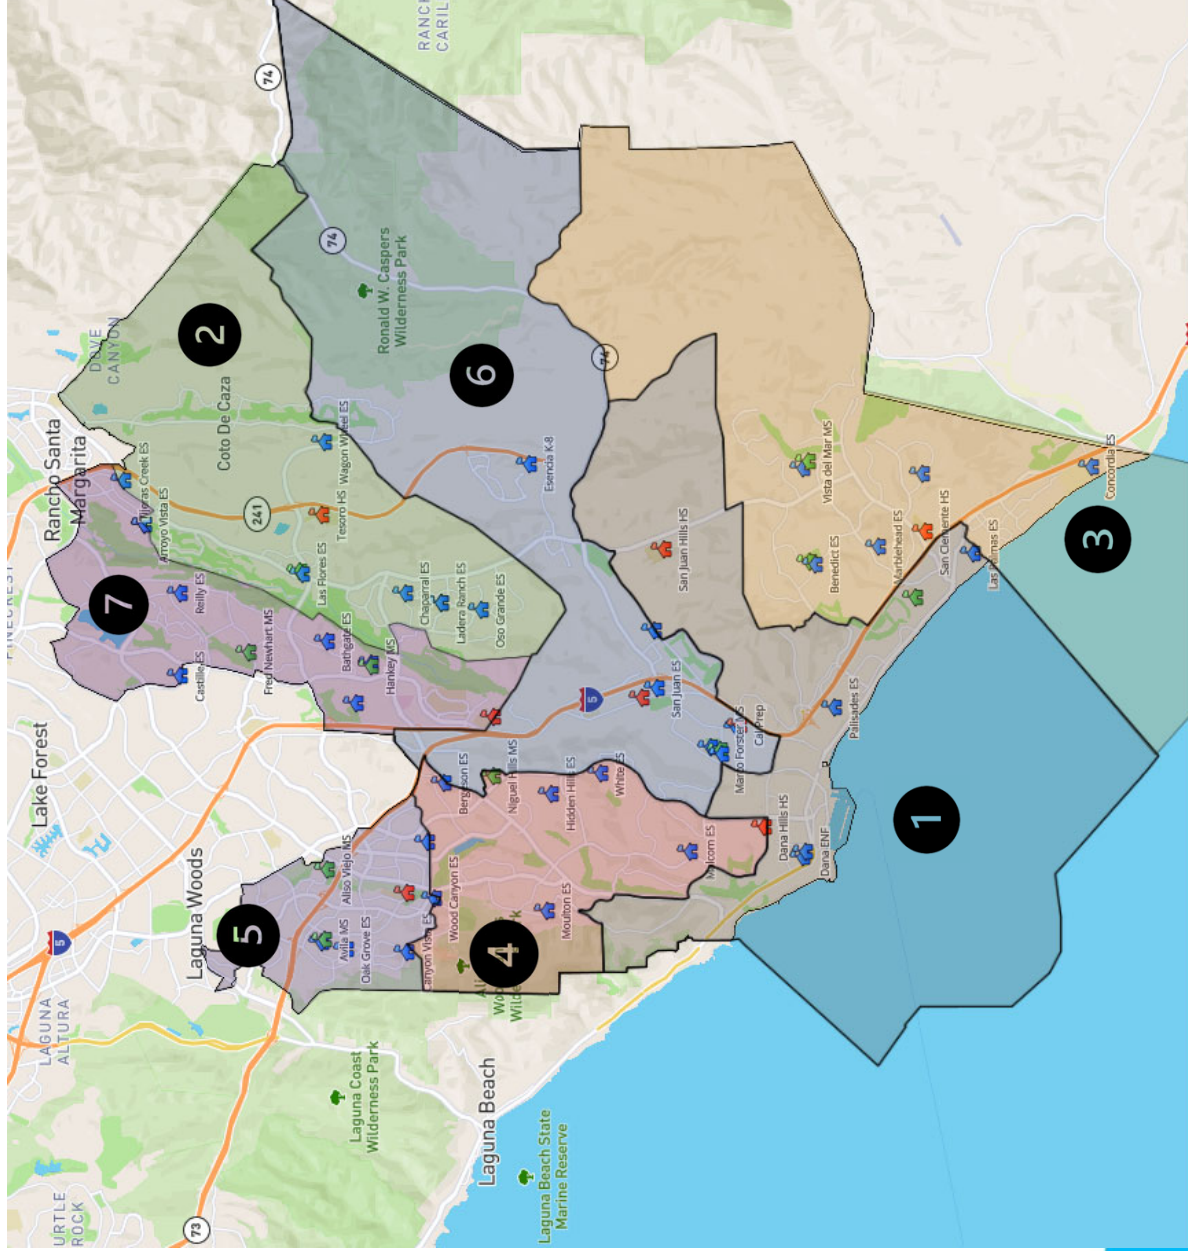 Lake Forest
Laguna Woods
5
LAGUNA
ALTURA
URTLE
ROCK
73
Rancho Santa
Margarita
DOVE
CANYON
7
2
Coto De Caza
241
Castille ES
Reilly ES
Arroyo Vista ES
Tijeras Creek ES
Fred Newhart MS
5
Avila MS
Oak Grove ES
Aliso Viejo MS
Canyon Vista ES
Wood Canyon ES
Laguna Coast
Wilderness Park
Bathgate ES
Hankey MS
Las Flores ES
Tesoro HS
Wagon Wheel ES
74
74
Ronald W. Caspers
Wilderness Park
RANCH
CARIL
Chaparral ES
Ladera Ranch ES
Oso Grande ES
6
Esencia K-8
Bergeson ES
Niguel Hills MS
Hidden Hills ES
White ES
Moulton ES
4
Laguna Beach
Laguna Beach State
Marine Reserve
5
74
San Juan ES
San Juan Hills HS
Malcom ES
Marco Forster MS
Cal Prep
Dana Hills HS
Dana ENF
Palisades ES
Benedict ES
Vista del Mar MS
Marblehead ES
San Clemente HS
Las Palmas ES
Concordia ES
1
3